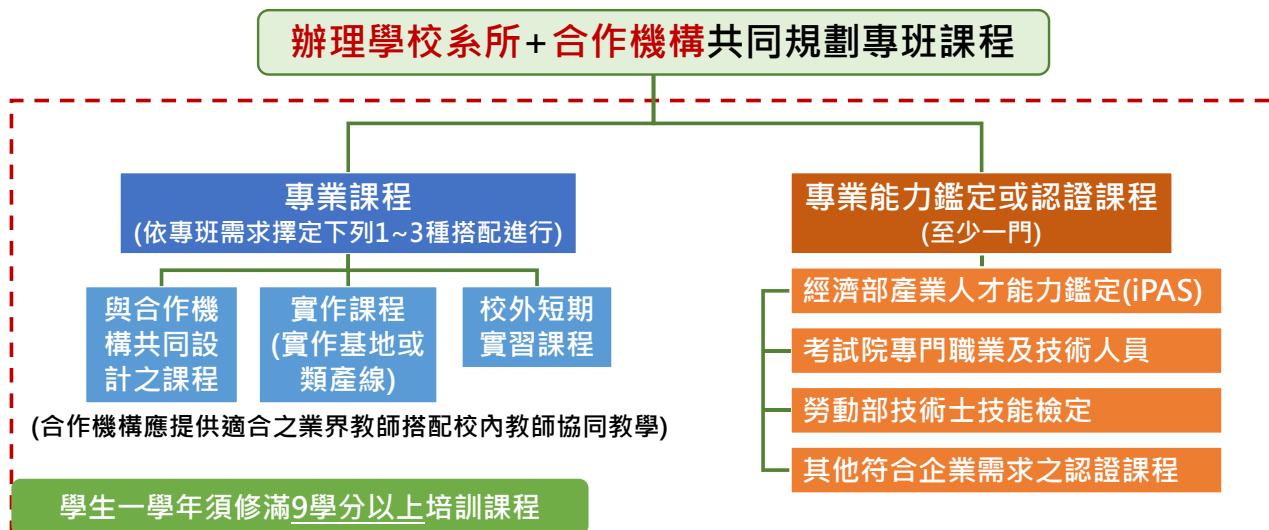 辦理學校系所+合作機構共同規劃專班課程
專業課程
(依專班需求擇定下列1~3種搭配進行)
與合作機
構共同設
計之課程
實作課程
(實作基地或
類產線)
校外短期
實習課程
(合作機構應提供適合之業界教師搭配校內教師協同教學)
專業能力鑑定或認證課程
(至少一門)
經濟部產業人才能力鑑定(iPAS)
考試院專門職業及技術人員
勞動部技術士技能檢定
其他符合企業需求之認證課程
學生一學年須修滿9學分以上培訓課程